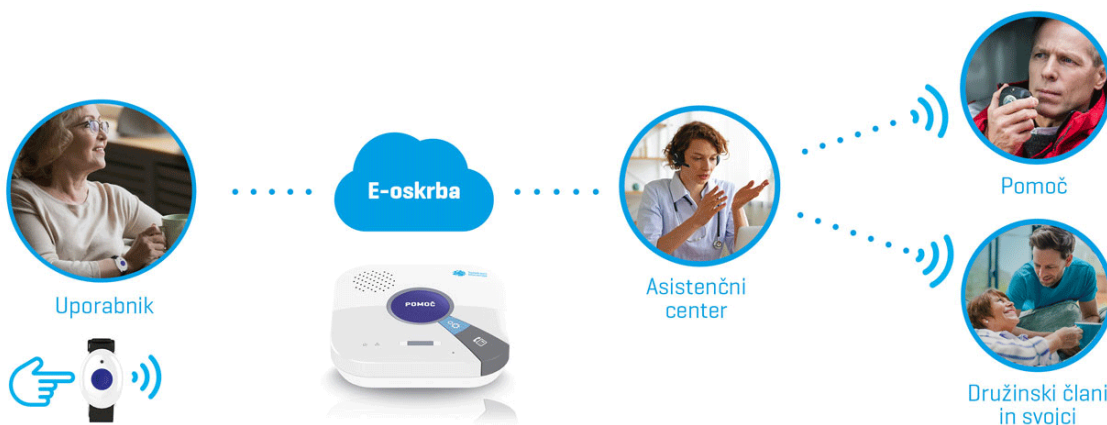 Uporabnik
E-oskrba
POMOČ
Asistenčni
center
Pomoč
Družinski člani
in svojci